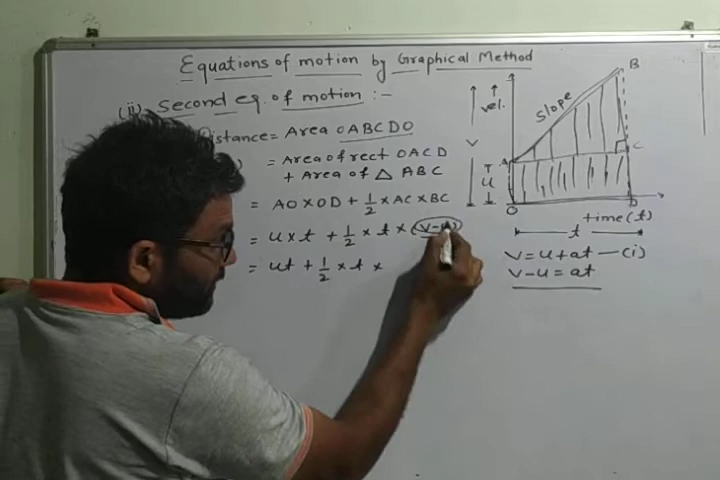 Equations of motion by Graphical Method
(ii) Second eq. of motion :-
Distance = Area OABCDO
) = Area of rect OACD
+ Area of △ ABC
= AO × OD + 1/2 × AC × BC
= u × t + 1/2 × t × (v-u)
= ut + 1/2 × t ×
↑ vel.
slope
B
A
C
v
u
O
D
time (t)
t
v = u + at — (i)
v - u = at